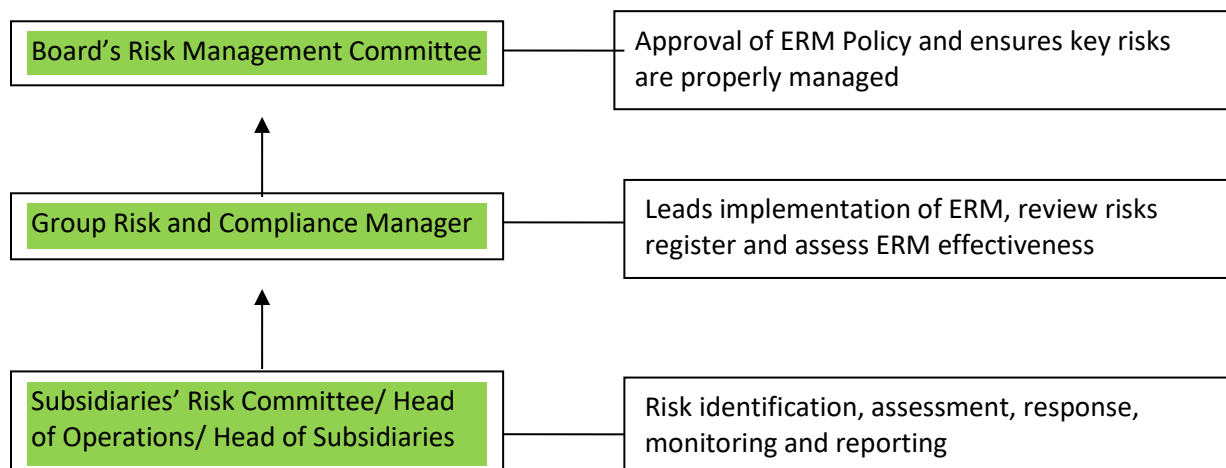 Board’s Risk Management Committee
Approval of ERM Policy and ensures key risks
are properly managed
Group Risk and Compliance Manager
Leads implementation of ERM, review risks
register and assess ERM effectiveness
Subsidiaries’ Risk Committee/ Head
of Operations/ Head of Subsidiaries
Risk identification, assessment, response,
monitoring and reporting